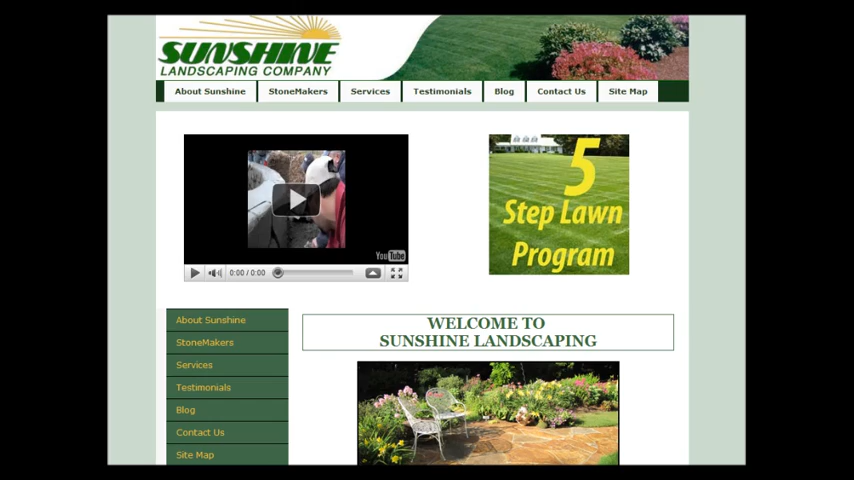 SUNSHINE
LANDSCAPING COMPANY
About Sunshine
StoneMakers
Services
Testimonials
Blog
Contact Us
Site Map
YouTube
0:00 / 0:00
5
Step Lawn
Program
About Sunshine
StoneMakers
Services
Testimonials
Blog
Contact Us
Site Map
WELCOME TO
SUNSHINE LANDSCAPING